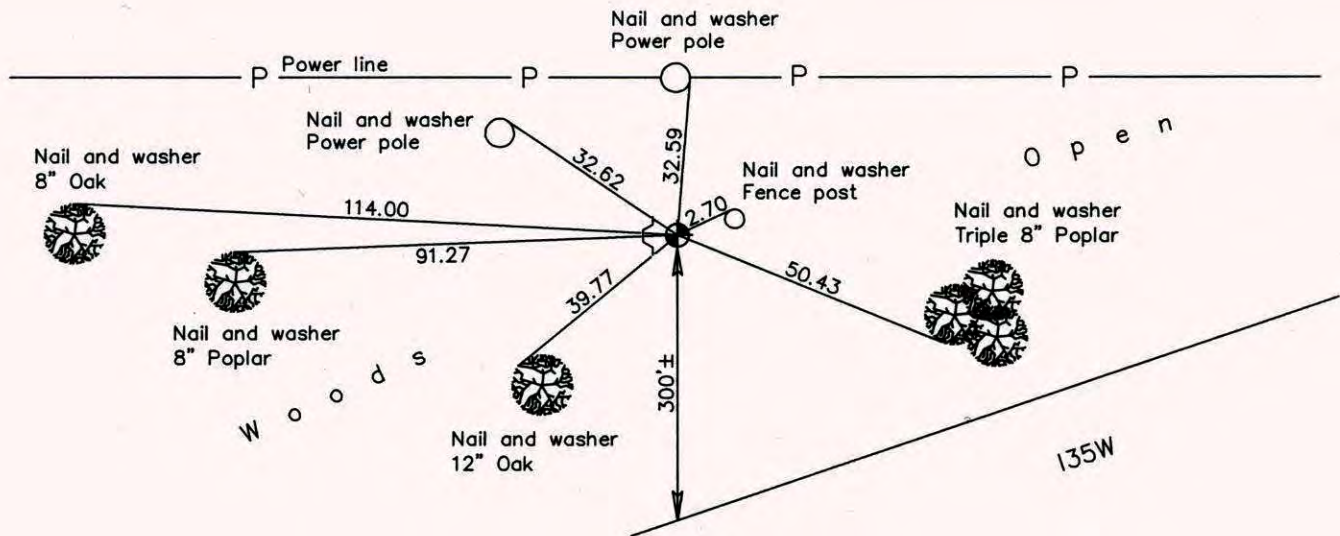 Nail and washer
Power pole
P Power line P P P
Nail and washer
Power pole
32.62
32.59
Nail and washer
Fence post
2.70
Open
Nail and washer
8" Oak
114.00
91.27
Nail and washer
Triple 8" Poplar
50.43
39.77
Nail and washer
8" Poplar
Woods
300'±
Nail and washer
12" Oak
135W